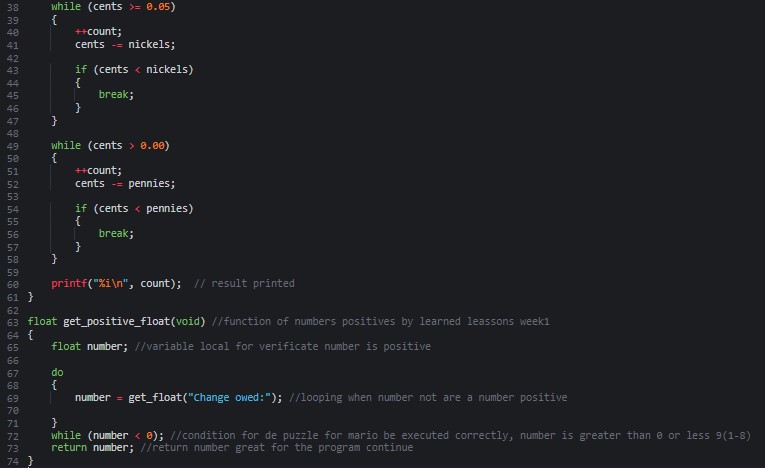 38 while (cents >= 0.05)
39 {
40 ++count;
41 cents -= nickels;
42
43 if (cents < nickels)
44 {
45 break;
46 }
47 }
48
49 while (cents > 0.00)
50 {
51 ++count;
52 cents -= pennies;
53
54 if (cents < pennies)
55 {
56 break;
57 }
58 }
59
60 printf("%i\n", count);  // result printed
61 }
62
63 float get_positive_float(void) //function of numbers positives by learned leassons week1
64 {
65 float number; //variable local for verificate number is positive
66
67 do
68 {
69 number = get_float("Change owed:"); //looping when number not are a number positive
70
71 }
72 while (number < 0); //condition for de puzzle for mario be executed correctly, number is greater than 0 or less 9(1-8)
73 return number; //return number great for the program continue
74 }